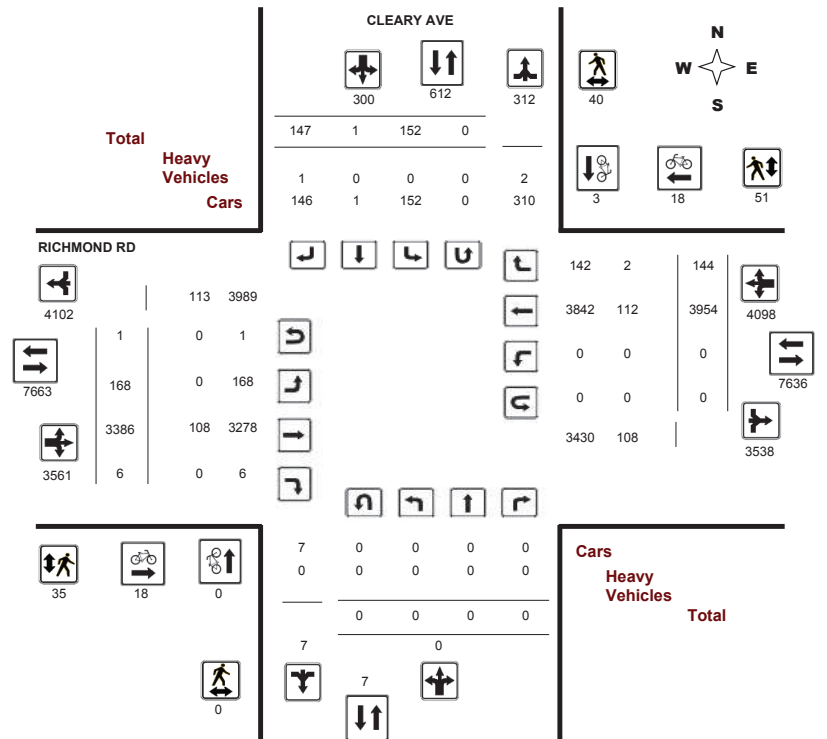 CLEARY AVE
N
W E
S
300 612 312 40
147 1 152 0
Total
Heavy
Vehicles
1 0 0 0 2
Cars
146 1 152 0 310
3 18 51
RICHMOND RD
142 2 144
4102 113 3989
3842 112 3954 4098
1 0 1
0 0 0
7663 168 0 168
7636
0 0 0
3386 108 3278
3430 108 3538
3561 6 0 6
35 18 0
7 0 0 0 0
Cars
0 0 0 0 0
Heavy
Vehicles
0 0 0 0
Total
7 0
7
0